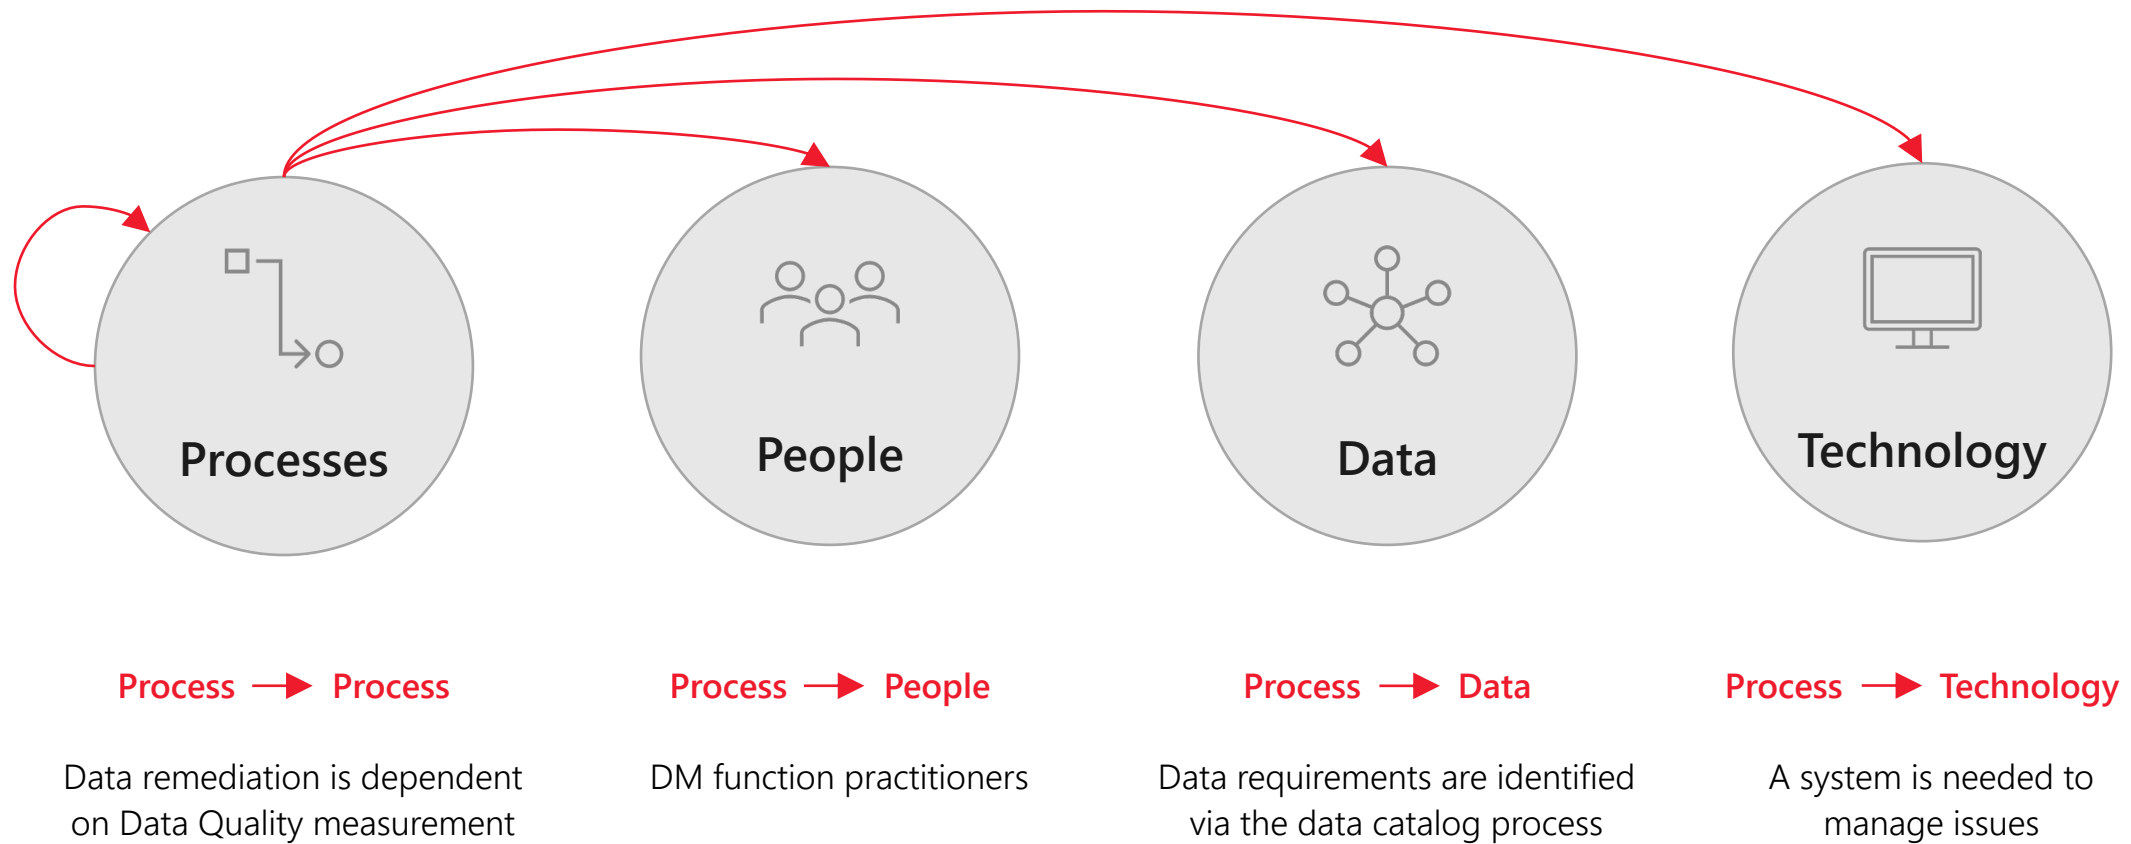 Processes
People
Data
Technology
Process Process
Process People
Process Data
Process Technology
Data remediation is dependent
on Data Quality measurement
DM function practitioners
Data requirements are identified
via the data catalog process
A system is needed to
manage issues